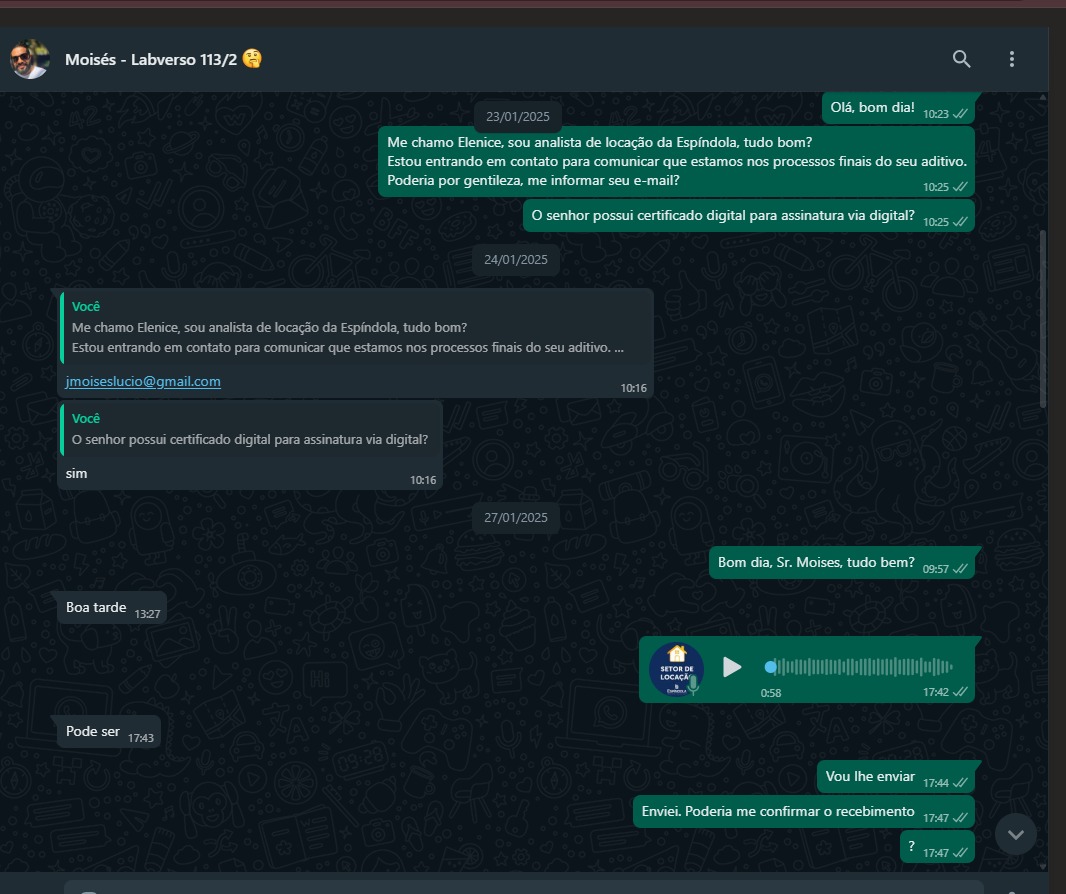 Moisés - Labverso 113/2 🤔
Olá, bom dia! 10:23
23/01/2025
Me chamo Elenice, sou analista de locação da Espíndola, tudo bom?
Estou entrando em contato para comunicar que estamos nos processos finais do seu aditivo.
Poderia por gentileza, me informar seu e-mail?
10:25
O senhor possui certificado digital para assinatura via digital? 10:25
24/01/2025
Você
Me chamo Elenice, sou analista de locação da Espíndola, tudo bom?
Estou entrando em contato para comunicar que estamos nos processos finais do seu aditivo. ...
jmoiseslucio@gmail.com
10:16
Você
O senhor possui certificado digital para assinatura via digital?
sim
10:16
27/01/2025
Bom dia, Sr. Moises, tudo bem? 09:57
Boa tarde 13:27
SETOR DE
LOCAÇÃO
ESPÍNDOLA
0:58 17:42
Pode ser 17:43
Vou lhe enviar 17:44
Enviei. Poderia me confirmar o recebimento 17:47
? 17:47